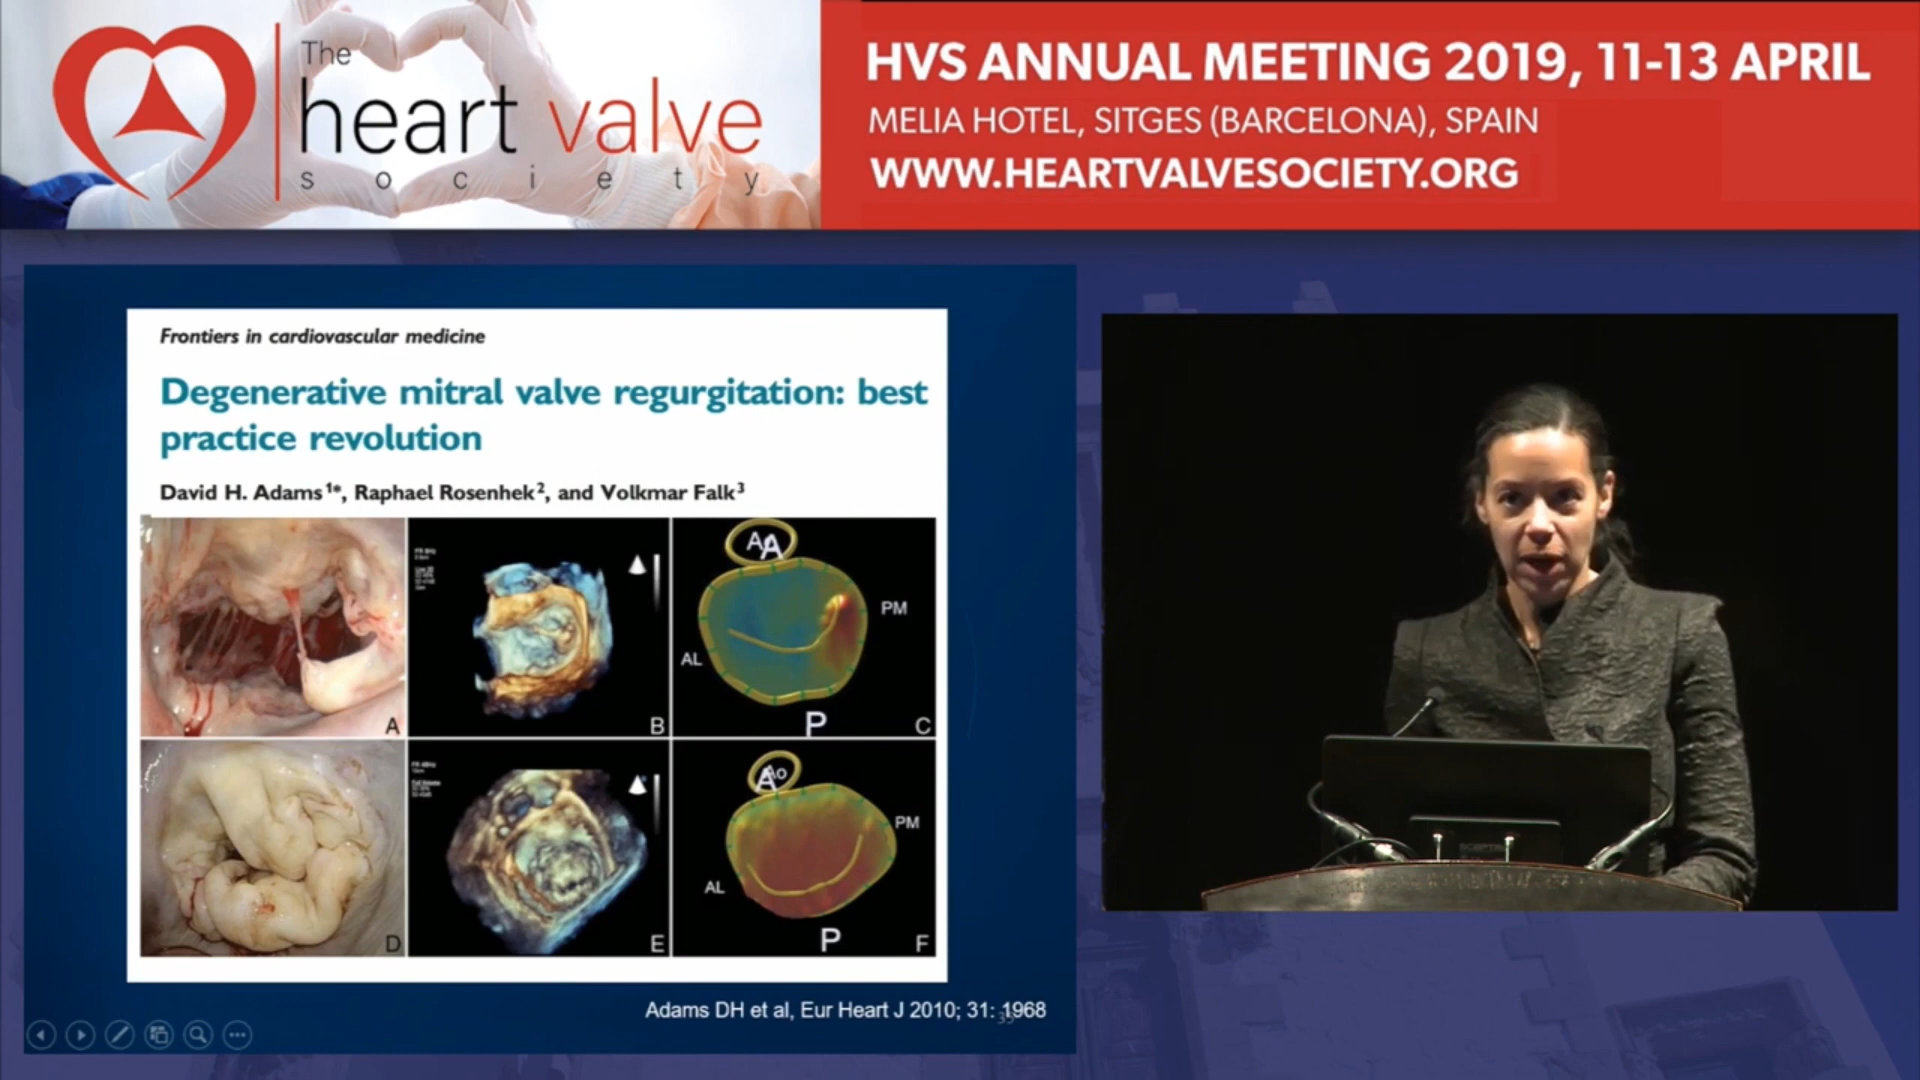 The
heart valve
society
HVS ANNUAL MEETING 2019, 11-13 APRIL
MELIA HOTEL, SITGES (BARCELONA), SPAIN
WWW.HEARTVALVESOCIETY.ORG
Frontiers in cardiovascular medicine
Degenerative mitral valve regurgitation: best
practice revolution
David H. Adams1*, Raphael Rosenhek2, and Volkmar Falk3
A
B
A
PM
AL
P
C
D
E
Ao
A
PM
AL
P
F
Adams DH et al, Eur Heart J 2010; 31: 1968